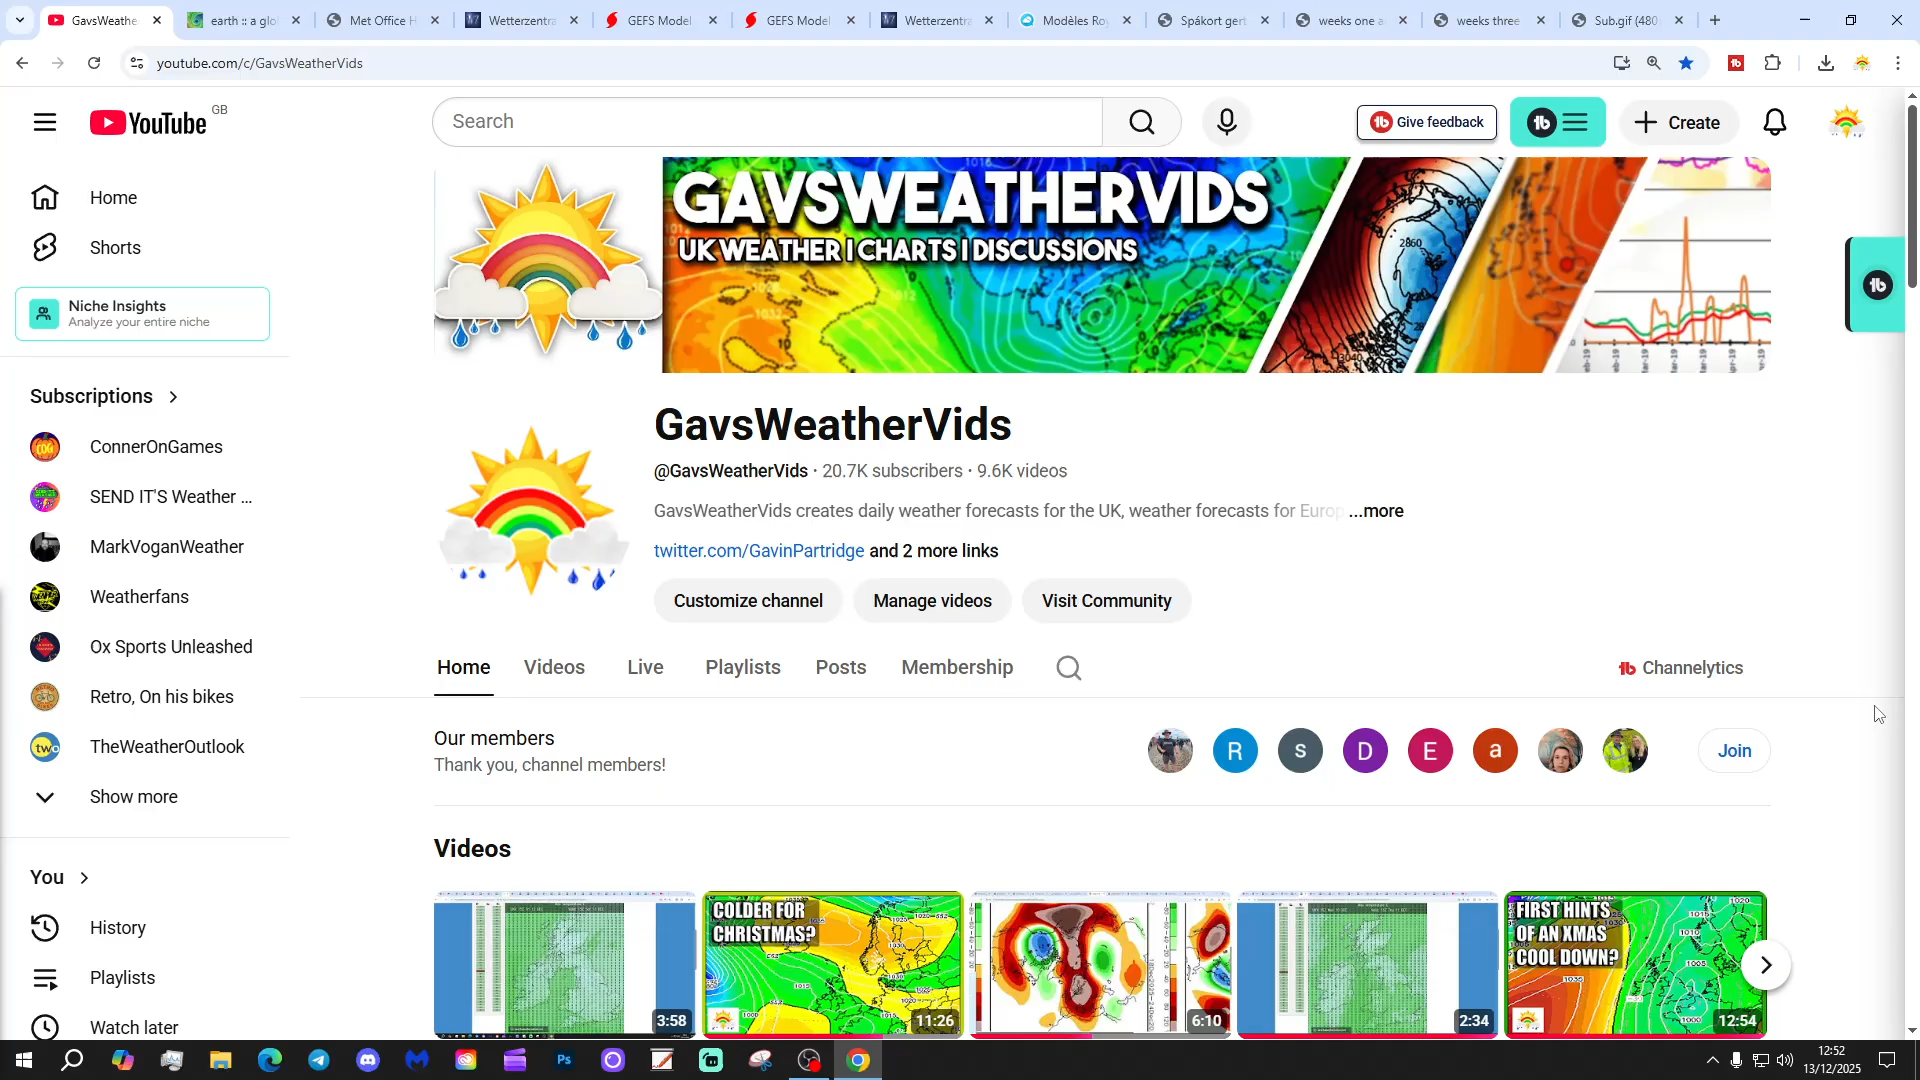 GavsWeathe
earth :: a glo
Met Office H
Wetterzentra
GEFS Model
GEFS Model
Wetterzentra
Modèles Roy
Spákort gert
weeks one a
weeks three
Sub.gif (480
youtube.com/c/GavsWeatherVids
YouTube GB
Search
Give feedback
Create
Home
Shorts
Niche Insights
Analyze your entire niche
Subscriptions
ConnerOnGames
SEND IT'S Weather ...
MarkVoganWeather
Weatherfans
Ox Sports Unleashed
Retro, On his bikes
TheWeatherOutlook
Show more
You
History
Playlists
Watch later
GAVSWEATHERVIDS
UK WEATHER | CHARTS | DISCUSSIONS
GavsWeatherVids
@GavsWeatherVids · 20.7K subscribers · 9.6K videos
GavsWeatherVids creates daily weather forecasts for the UK, weather forecasts for Europ ...more
twitter.com/GavinPartridge and 2 more links
Customize channel
Manage videos
Visit Community
Home
Videos
Live
Playlists
Posts
Membership
Channelytics
Our members
Thank you, channel members!
R
s
D
E
a
Join
Videos
3:58
COLDER FOR
CHRISTMAS?
11:26
6:10
2:34
FIRST HINTS
OF AN XMAS
COOL DOWN?
12:54
12:52
13/12/2025